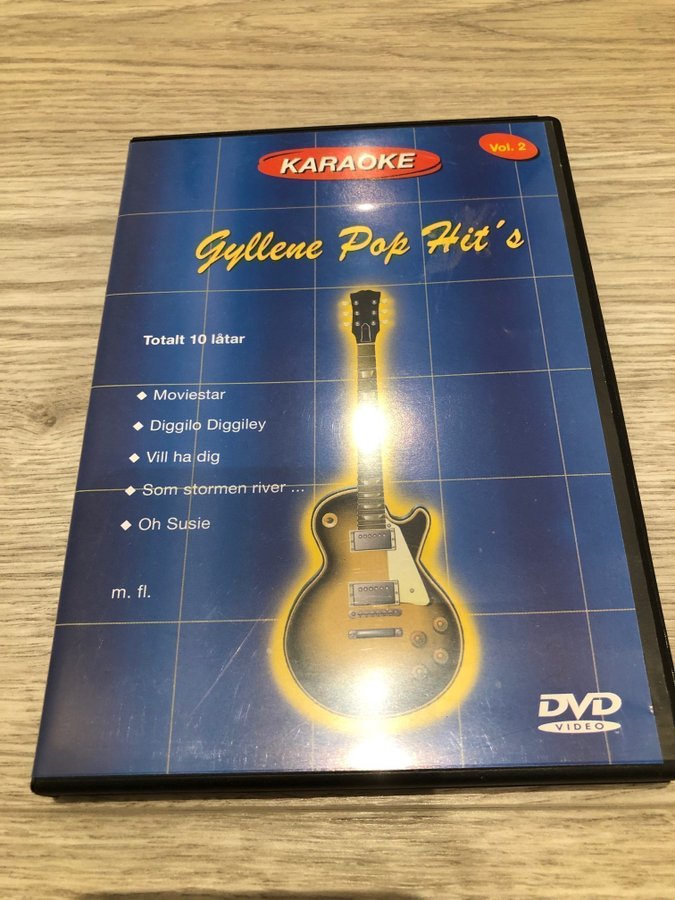 KARAOKE
Vol. 2
Gyllene Pop Hit´s
Totalt 10 låtar
Moviestar
Diggilo Diggiley
Vill ha dig
Som stormen river ...
Oh Susie
m. fl.
DVD
VIDEO